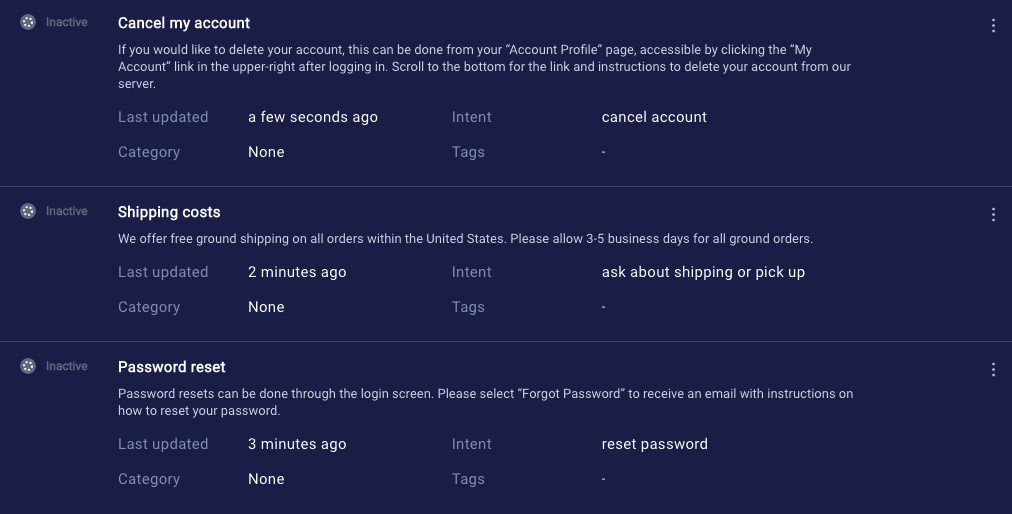 Inactive
Cancel my account
If you would like to delete your account, this can be done from your “Account Profile” page, accessible by clicking the “My
Account” link in the upper-right after logging in. Scroll to the bottom for the link and instructions to delete your account from our
server.
Last updated a few seconds ago Intent cancel account
Category None Tags -
Inactive
Shipping costs
We offer free ground shipping on all orders within the United States. Please allow 3-5 business days for all ground orders.
Last updated 2 minutes ago Intent ask about shipping or pick up
Category None Tags -
Inactive
Password reset
Password resets can be done through the login screen. Please select “Forgot Password“ to receive an email with instructions on
how to reset your password.
Last updated 3 minutes ago Intent reset password
Category None Tags -